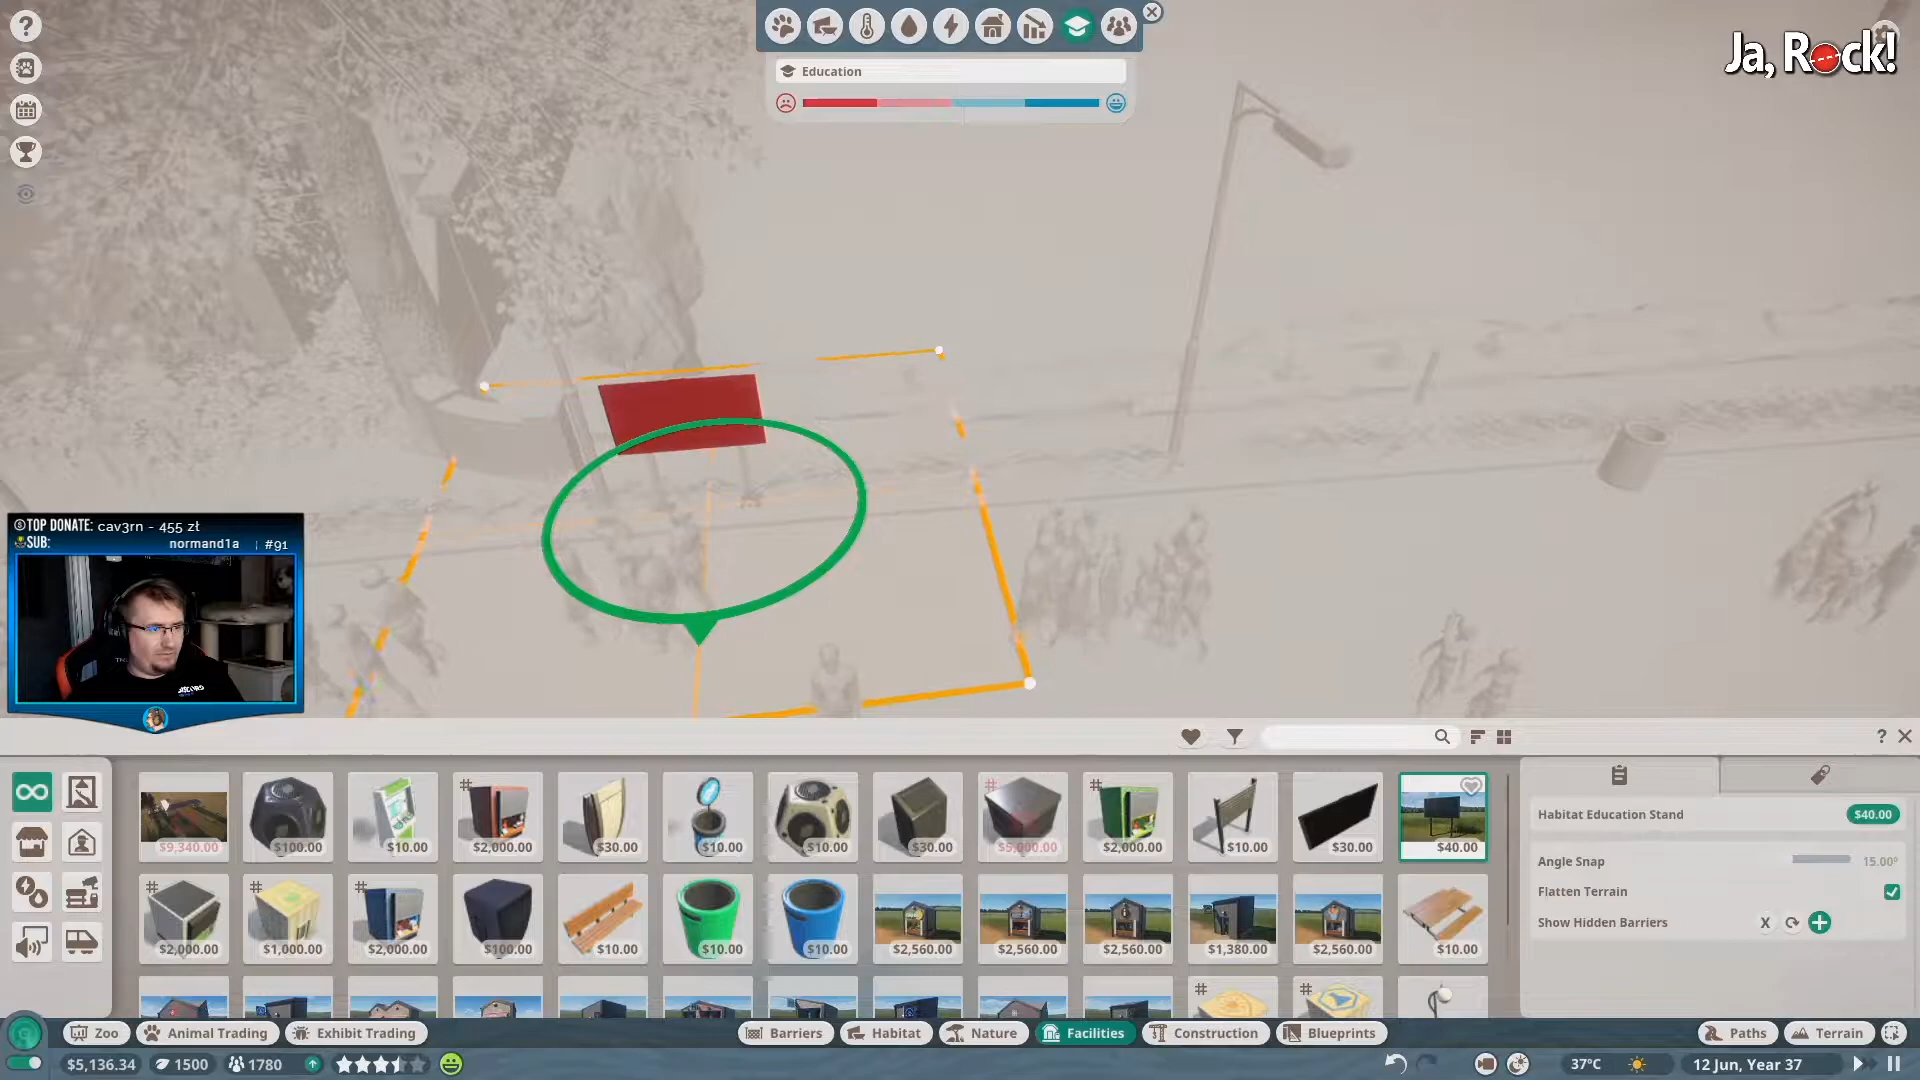 Ja, Rock!
Education
TOP DONATE: cav3rn - 455 zł
SUB: normand1a | #91
$9,340.00
$100.00
$10.00
$2,000.00
$30.00
$10.00
$10.00
$30.00
$5,000.00
$2,000.00
$10.00
$30.00
$40.00
$2,000.00
$1,000.00
$2,000.00
$100.00
$10.00
$10.00
$10.00
$2,560.00
$2,560.00
$2,560.00
$1,380.00
$2,560.00
$10.00
Habitat Education Stand $40.00
Angle Snap 15.00°
Flatten Terrain
Show Hidden Barriers X
Zoo Animal Trading Exhibit Trading Barriers Habitat Nature Facilities Construction Blueprints Paths Terrain
$5,136.34 1500 1780 37°C 12 Jun, Year 37